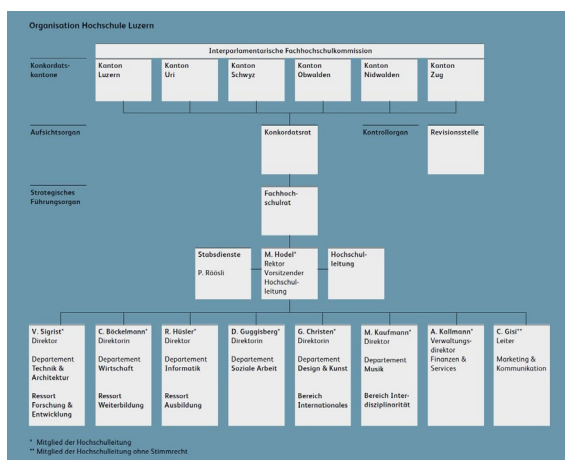 Organisation Hochschule Luzern
Interparlamentarische Fachhochschulkommission
Konkordats-
kantone
Kanton
Luzern
Kanton
Uri
Kanton
Schwyz
Kanton
Obwalden
Kanton
Nidwalden
Kanton
Zug
Aufsichtsorgan
Konkordatsrat
Kontrollorgan
Revisionsstelle
Strategisches
Führungsorgan
Fachhoch-
schulrat
Stabsdienste
P. Röösli
M. Hodel*
Rektor
Vorsitzender
Hochschul-
leitung
Hochschul-
leitung
V. Sigrist*
Direktor
Departement
Technik &
Architektur
Ressort
Forschung &
Entwicklung
C. Böckelmann*
Direktorin
Departement
Wirtschaft
Ressort
Weiterbildung
R. Hüsler*
Direktor
Departement
Informatik
Ressort
Ausbildung
D. Guggisberg*
Direktorin
Departement
Soziale Arbeit
G. Christen*
Direktorin
Departement
Design & Kunst
Bereich
Internationales
M. Kaufmann*
Direktor
Departement
Musik
Bereich Inter-
disziplinarität
A. Kallmann*
Verwaltungs-
direktor
Finanzen &
Services
C. Gisi**
Leiter
Marketing &
Kommunikation
* Mitglied der Hochschulleitung
** Mitglied der Hochschulleitung ohne Stimmrecht